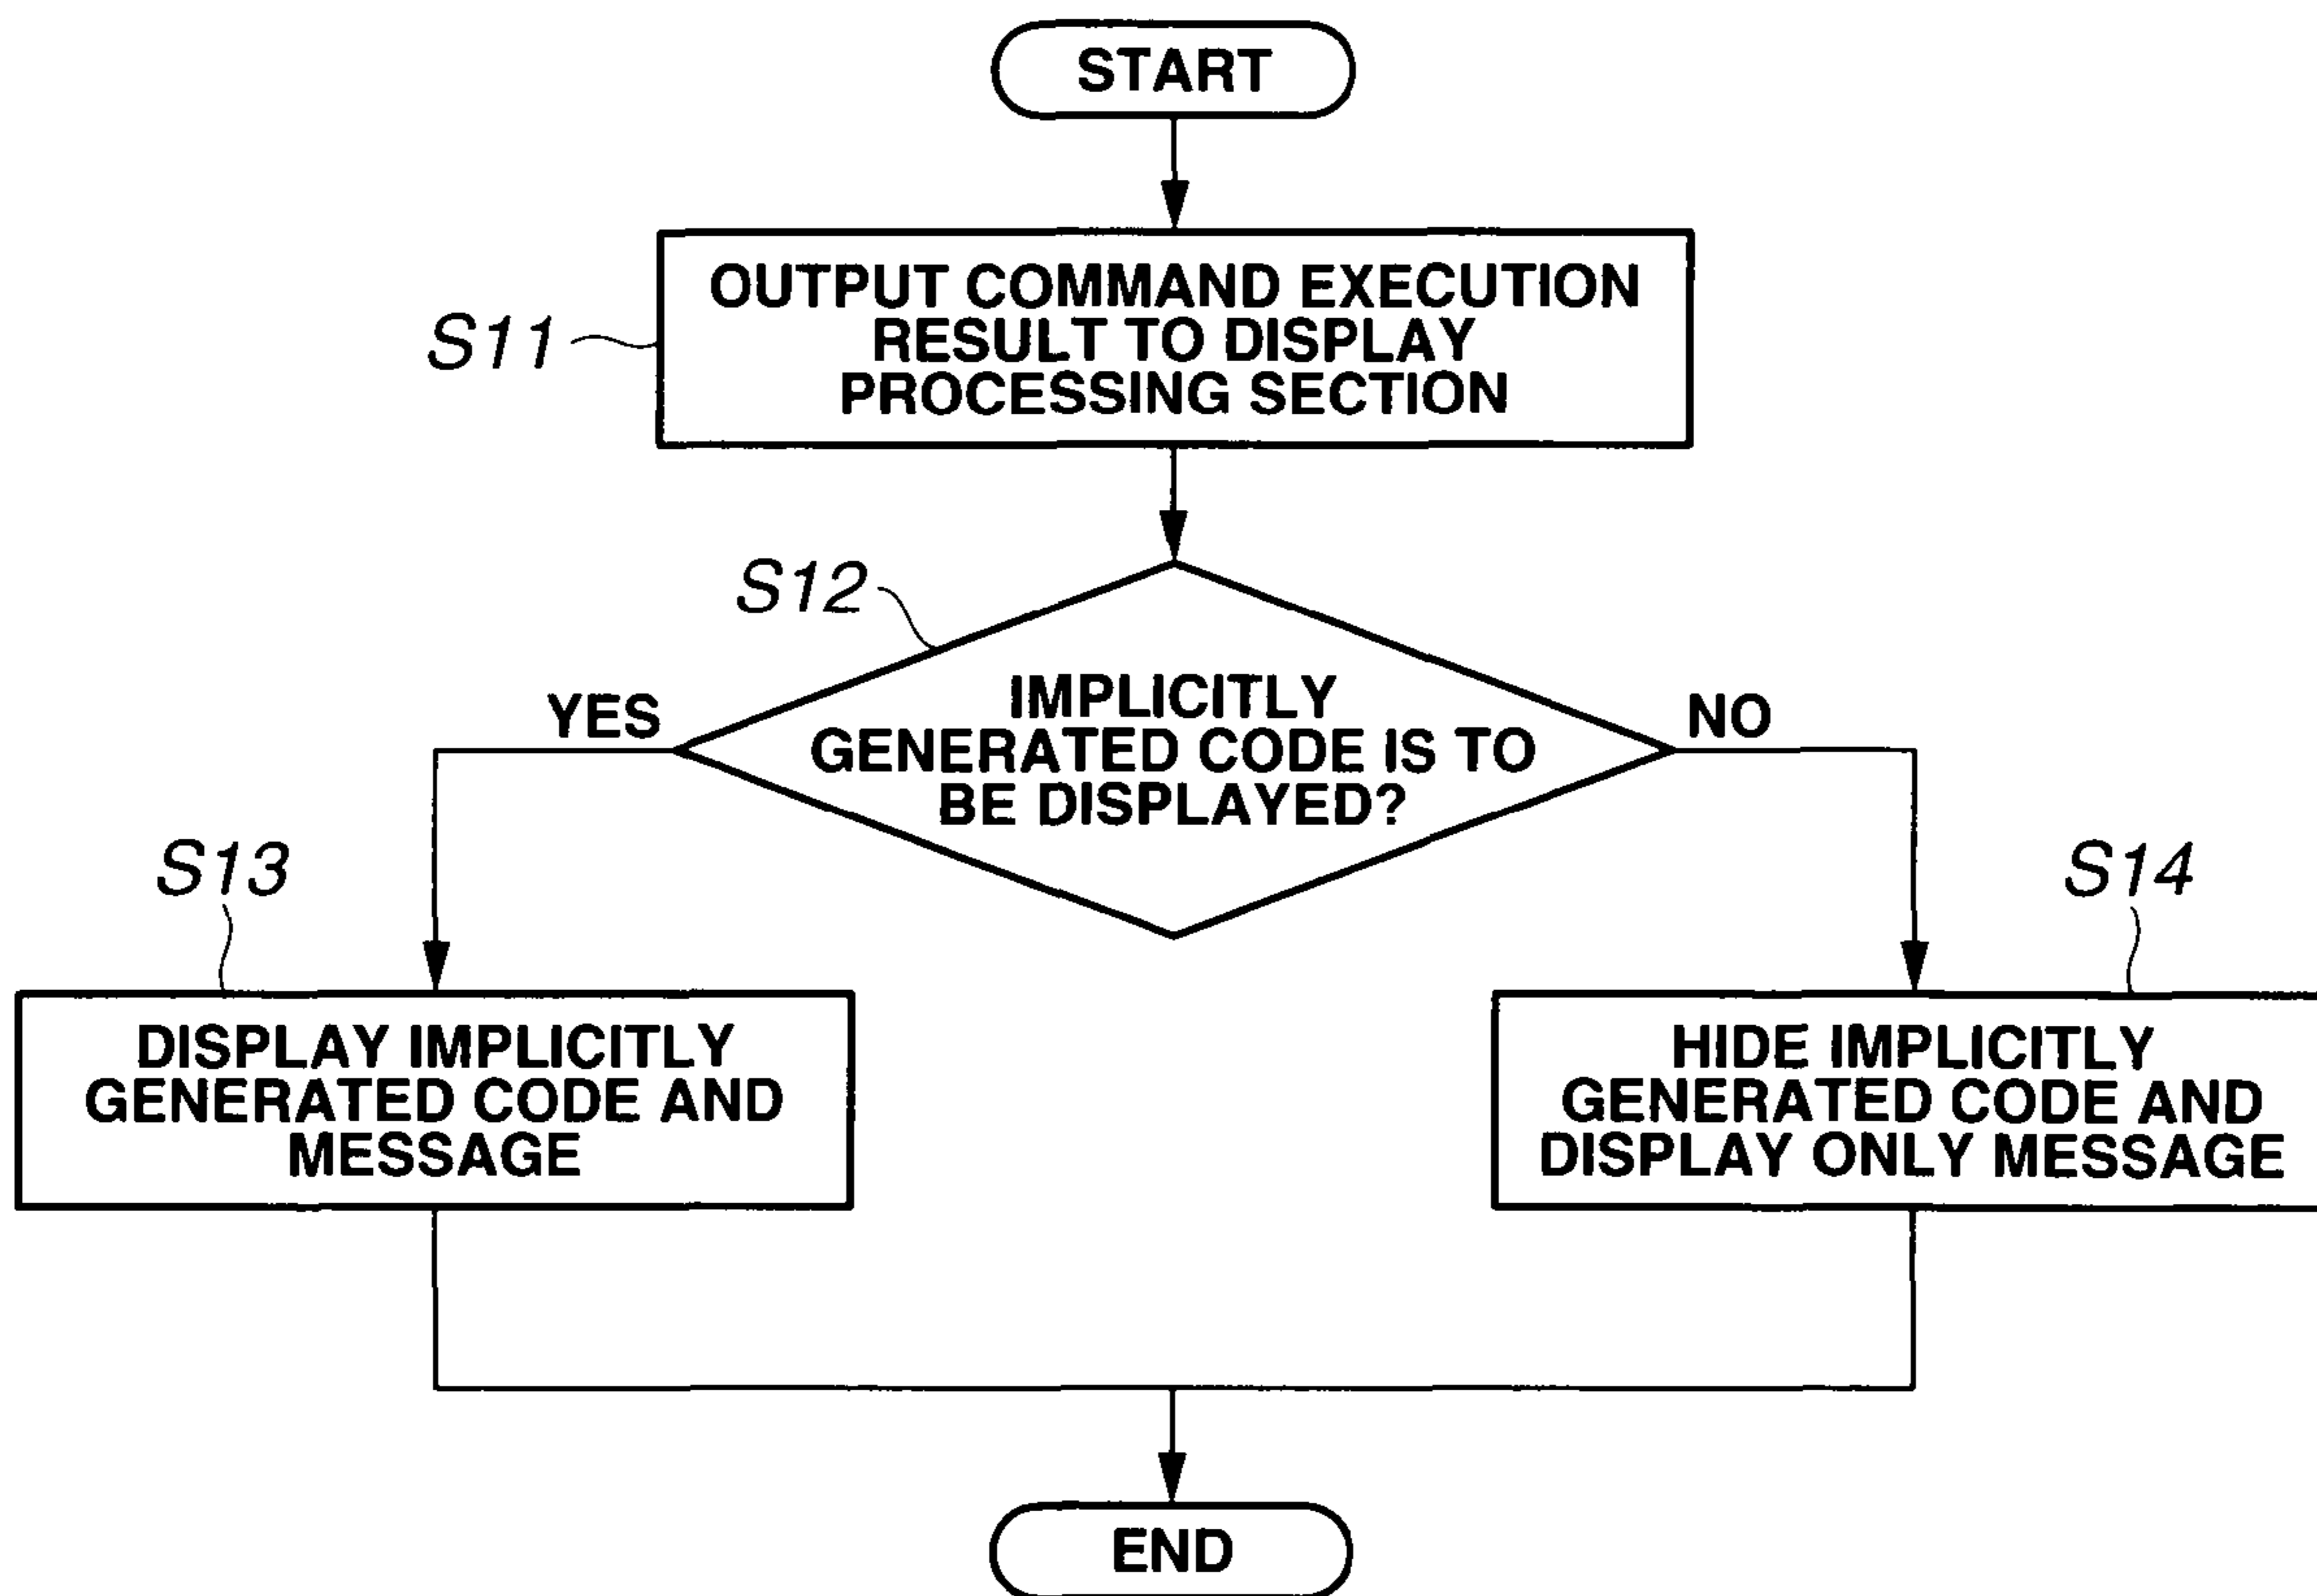 START
OUTPUT COMMAND EXECUTION
RESULT TO DISPLAY
PROCESSING SECTION
S11
S12
IMPLICITLY
GENERATED CODE IS TO
BE DISPLAYED?
YES
NO
S13
S14
DISPLAY IMPLICITLY
GENERATED CODE AND
MESSAGE
HIDE IMPLICITLY
GENERATED CODE AND
DISPLAY ONLY MESSAGE
END